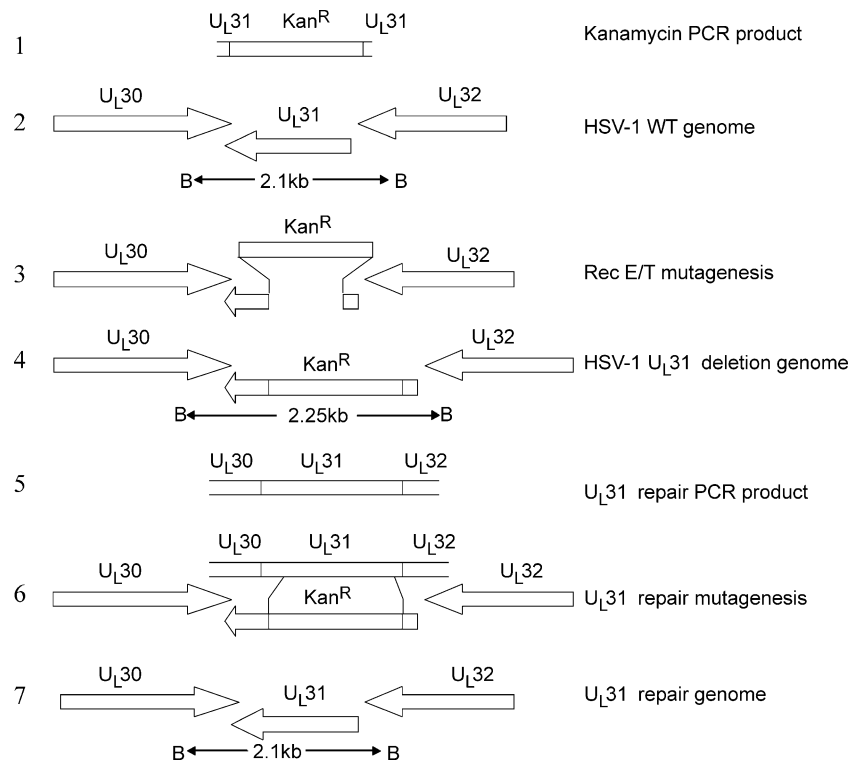 UL31 KanR UL31
1 Kanamycin PCR product
UL30 UL31 UL32
2 HSV-1 WT genome
B 2.1kb B
KanR
UL30 UL32
3 Rec E/T mutagenesis
UL30 KanR UL32
4 HSV-1 UL31 deletion genome
B 2.25kb B
UL30 UL31 UL32
5 UL31 repair PCR product
UL30 UL31 UL32
UL30 KanR UL32
6 UL31 repair mutagenesis
UL30 UL31 UL32
7 UL31 repair genome
B 2.1kb B